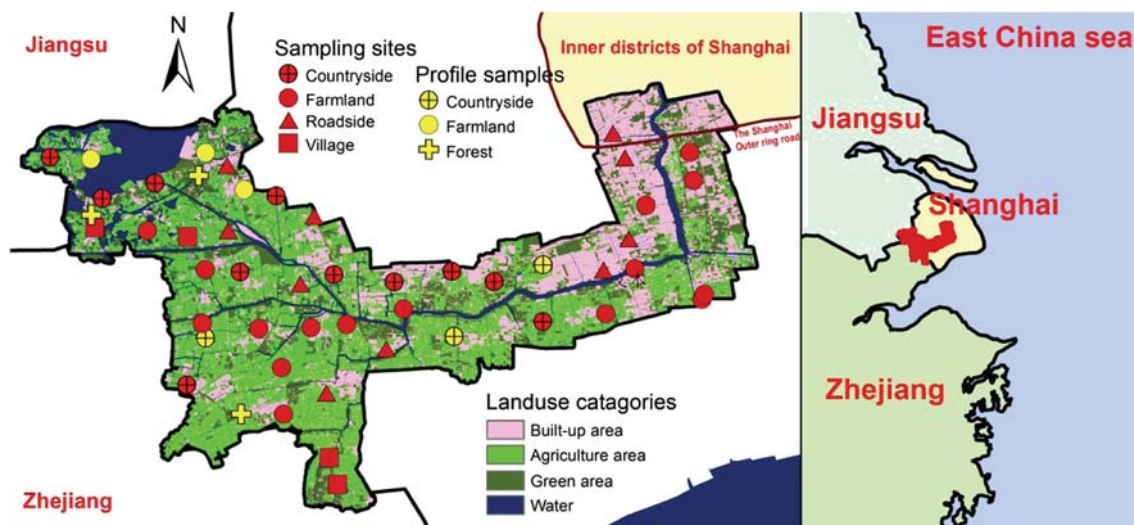 Jiangsu
N
Sampling sites
Countryside
Farmland
Roadside
Village
Profile samples
Countryside
Farmland
Forest
Inner districts of Shanghai
The Shanghai
Outer ring road
Landuse catagories
Built-up area
Agriculture area
Green area
Water
Zhejiang
East China sea
Jiangsu
Shanghai
Zhejiang